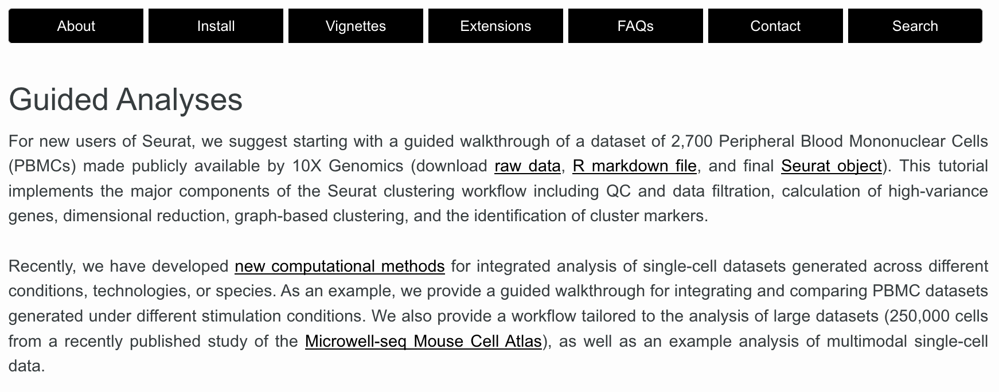 About Install Vignettes Extensions FAQs Contact Search
Guided Analyses
For new users of Seurat, we suggest starting with a guided walkthrough of a dataset of 2,700 Peripheral Blood Mononuclear Cells
(PBMCs) made publicly available by 10X Genomics (download raw data, R markdown file, and final Seurat object). This tutorial
implements the major components of the Seurat clustering workflow including QC and data filtration, calculation of high-variance
genes, dimensional reduction, graph-based clustering, and the identification of cluster markers.
Recently, we have developed new computational methods for integrated analysis of single-cell datasets generated across different
conditions, technologies, or species. As an example, we provide a guided walkthrough for integrating and comparing PBMC datasets
generated under different stimulation conditions. We also provide a workflow tailored to the analysis of large datasets (250,000 cells
from a recently published study of the Microwell-seq Mouse Cell Atlas), as well as an example analysis of multimodal single-cell
data.